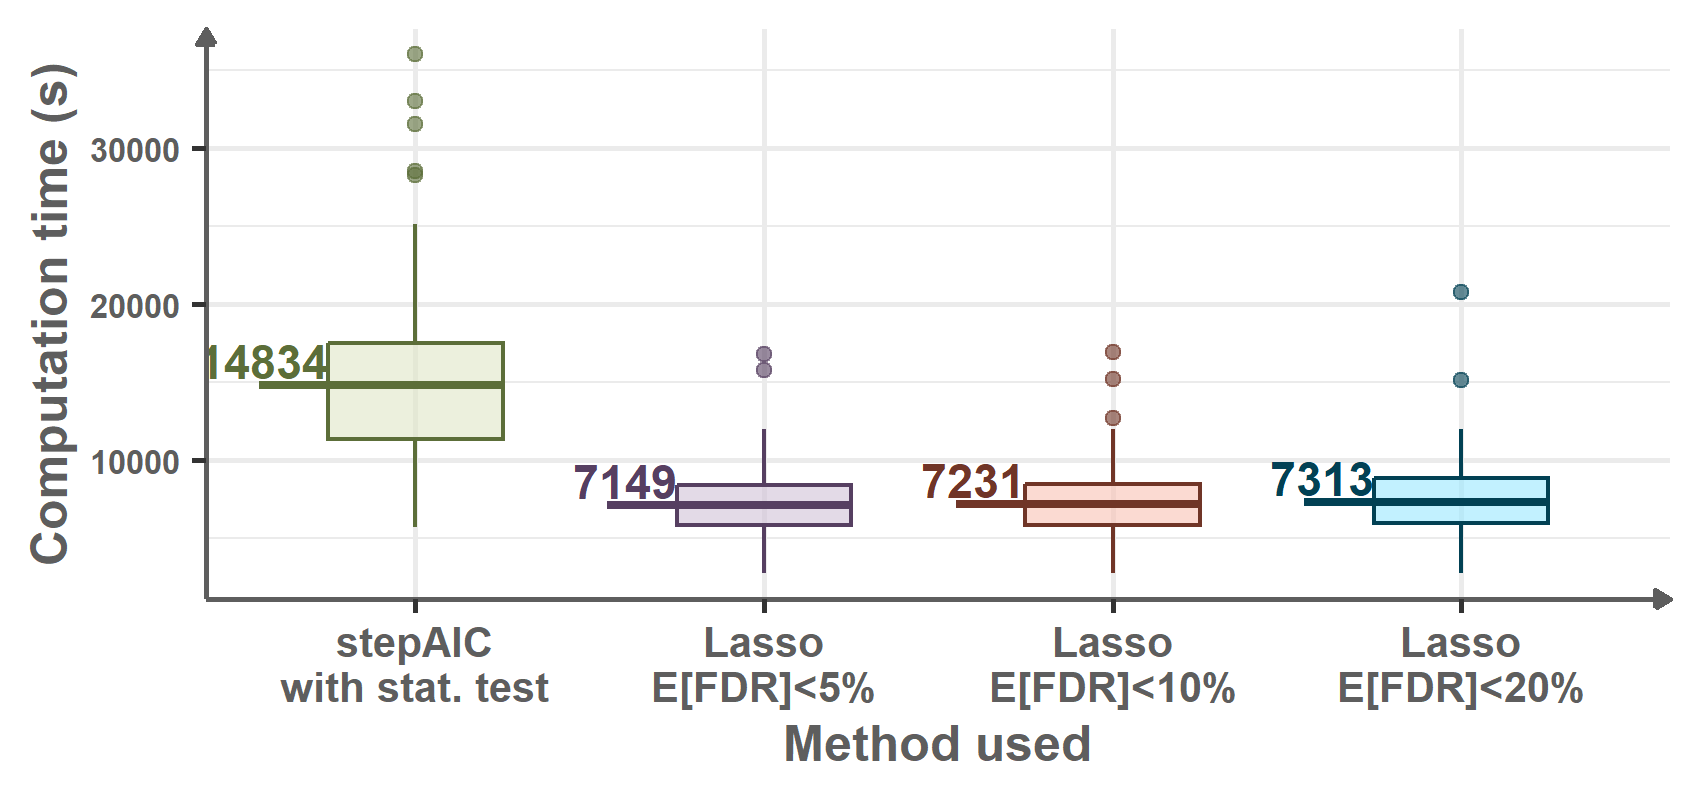 Computation time (s)
30000
20000
10000
14834
7149
7231
7313
stepAIC
with stat. test
Lasso
E[FDR]<5%
Lasso
E[FDR]<10%
Lasso
E[FDR]<20%
Method used